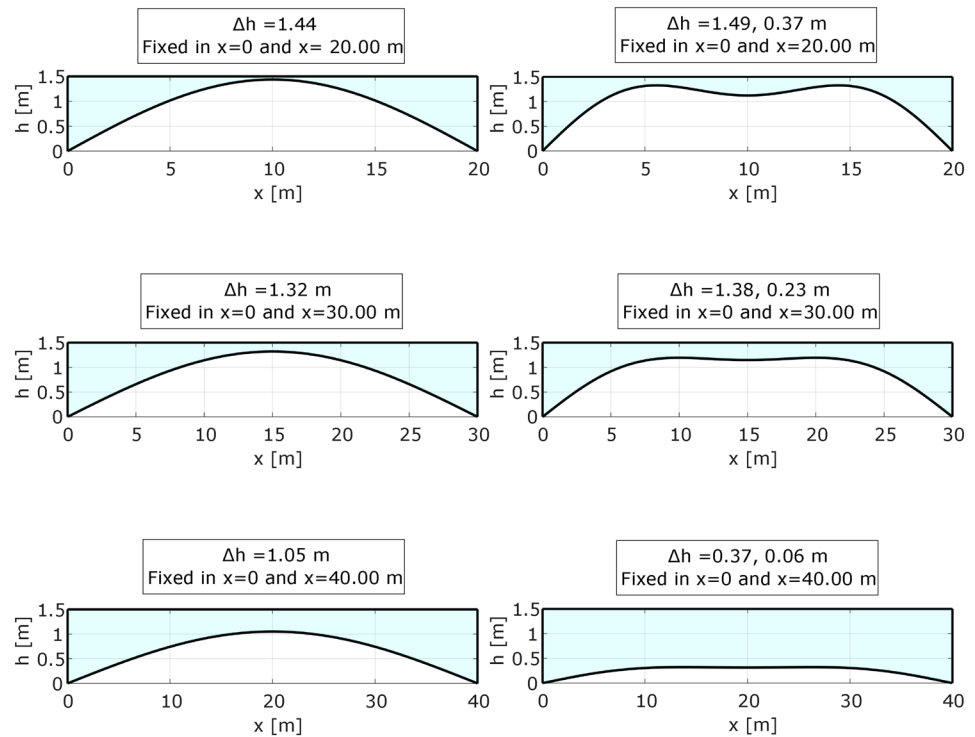 Δh =1.44
Fixed in x=0 and x= 20.00 m
h [m]
1.5
1
0.5
0
0 5 10 15 20
x [m]
Δh =1.49, 0.37 m
Fixed in x=0 and x=20.00 m
h [m]
1.5
1
0.5
0
0 5 10 15 20
x [m]
Δh =1.32 m
Fixed in x=0 and x=30.00 m
h [m]
1.5
1
0.5
0
0 5 10 15 20 25 30
x [m]
Δh =1.38, 0.23 m
Fixed in x=0 and x=30.00 m
h [m]
1.5
1
0.5
0
0 5 10 15 20 25 30
x [m]
Δh =1.05 m
Fixed in x=0 and x=40.00 m
h [m]
1.5
1
0.5
0
0 10 20 30 40
x [m]
Δh =0.37, 0.06 m
Fixed in x=0 and x=40.00 m
h [m]
1.5
1
0.5
0
0 10 20 30 40
x [m]